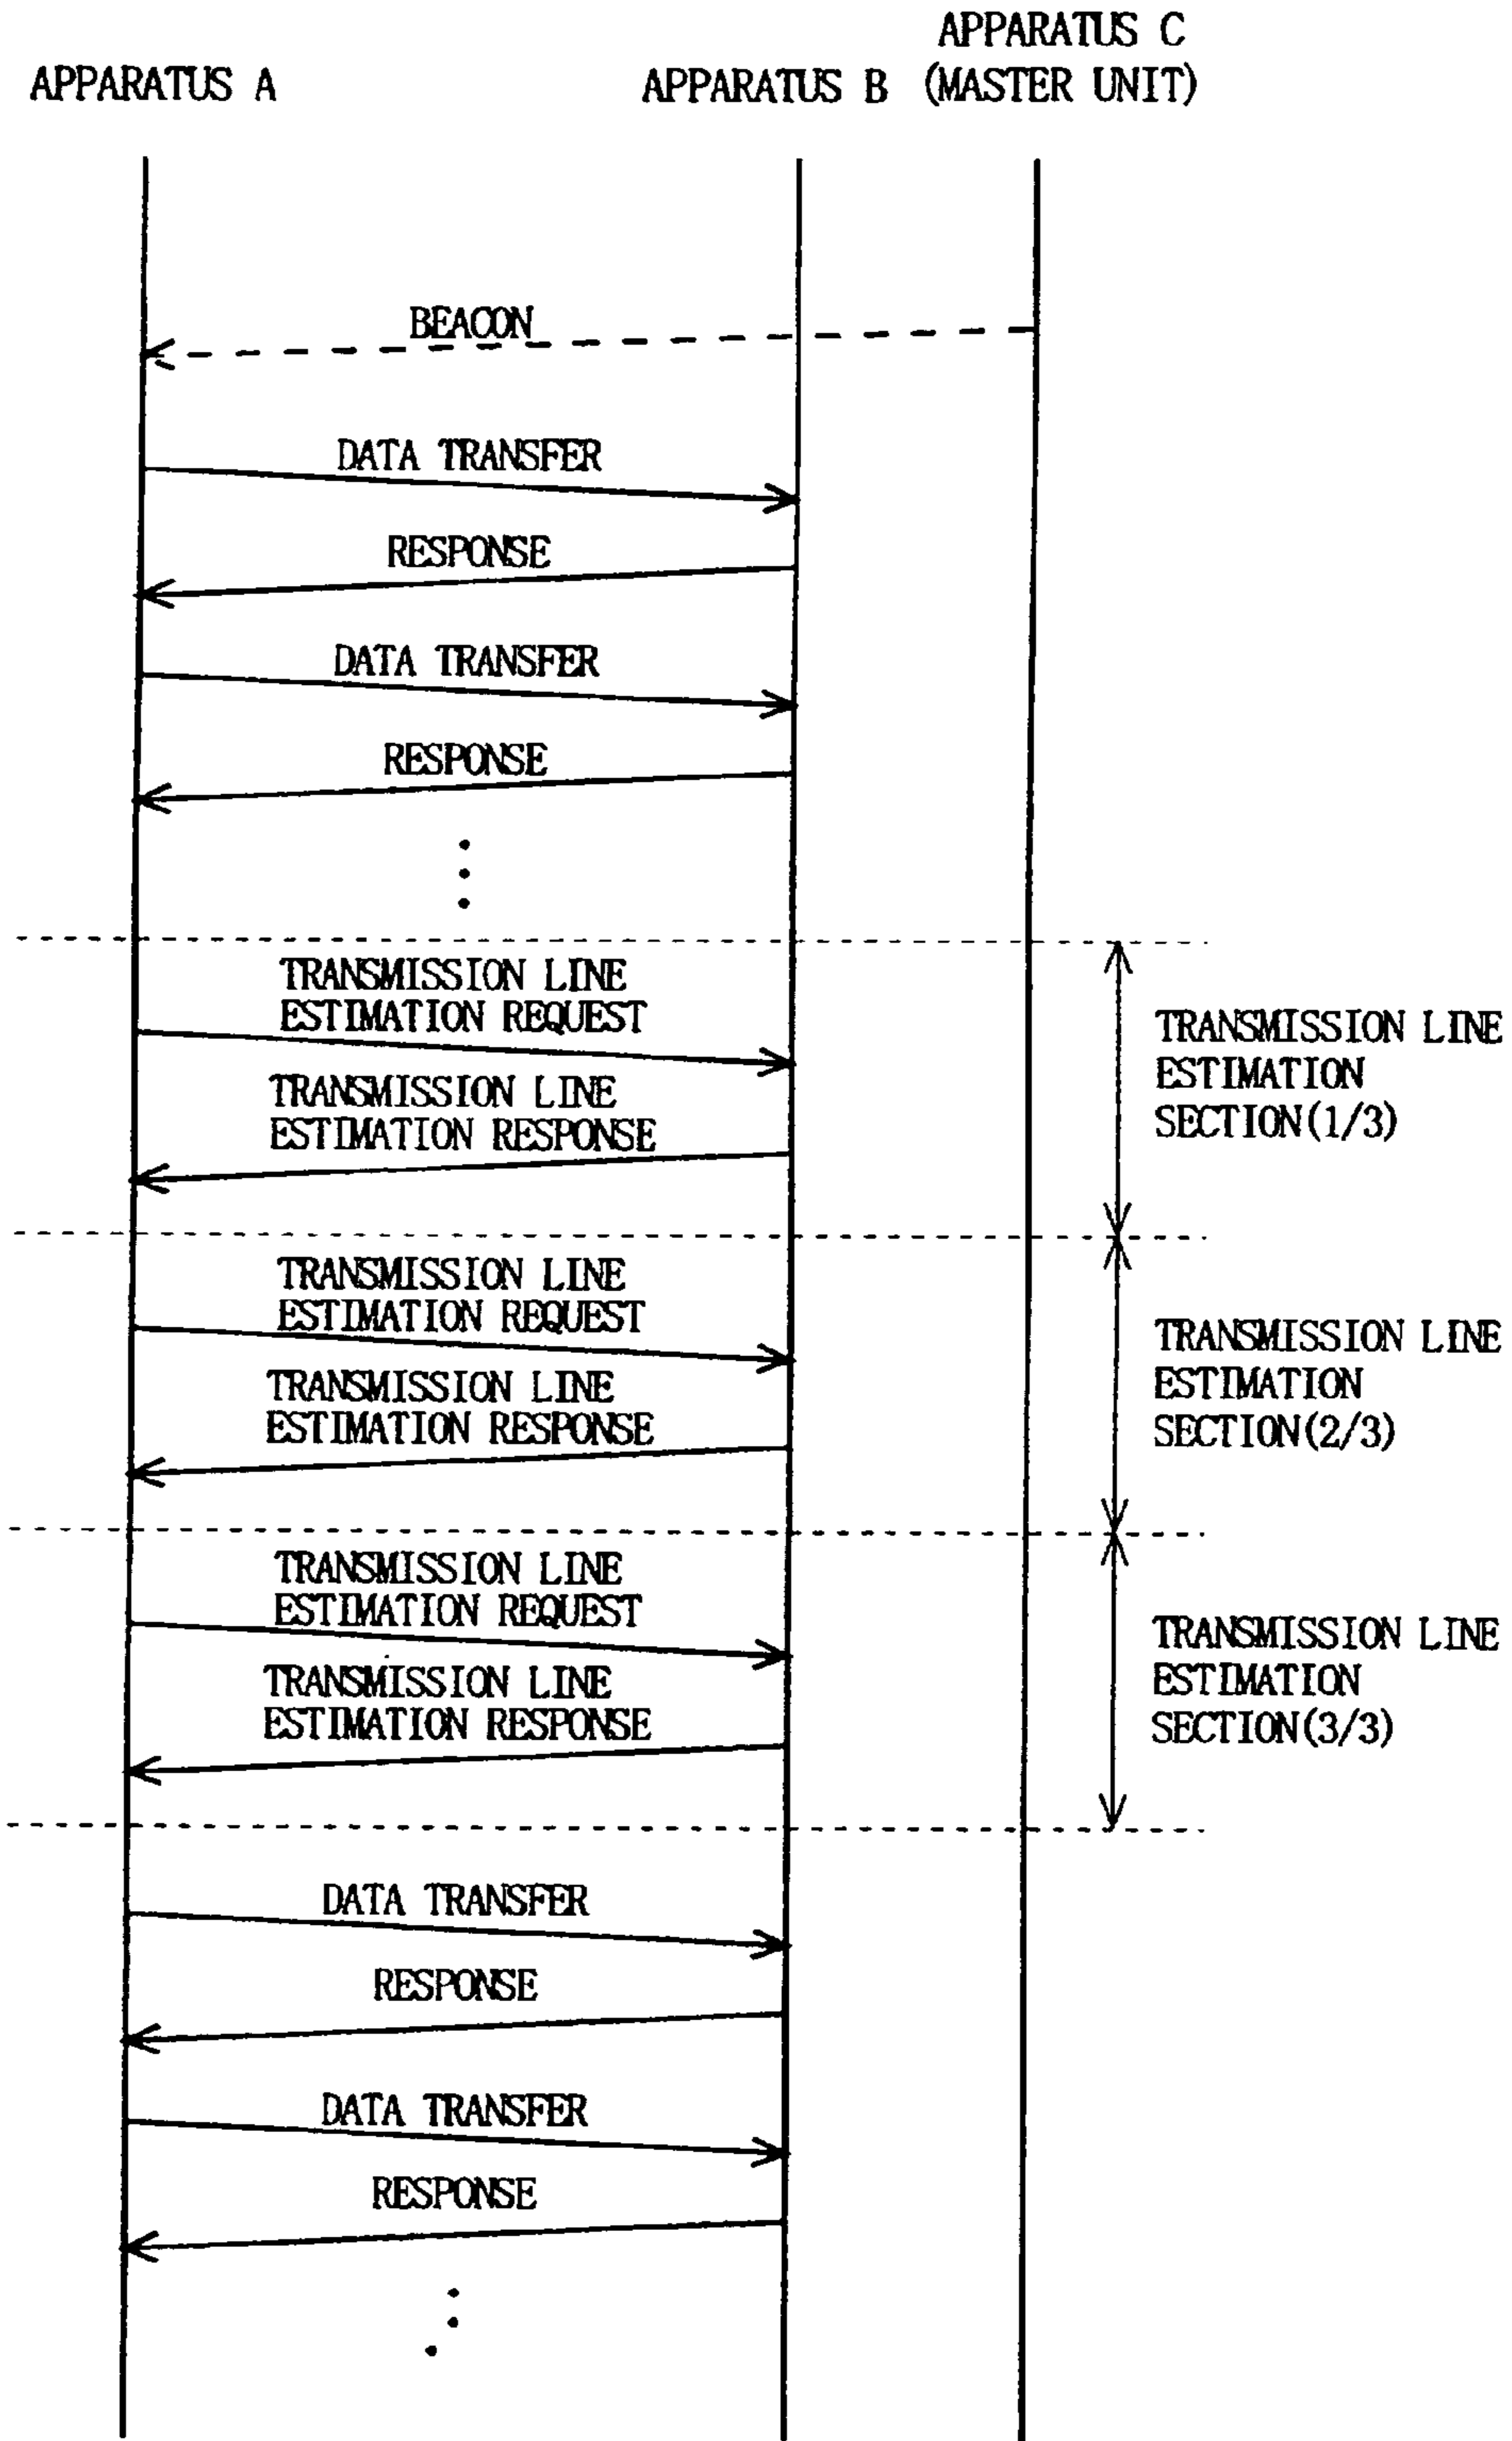 APPARATUS A
APPARATUS B
APPARATUS C
(MASTER UNIT)
BEACON
DATA TRANSFER
RESPONSE
DATA TRANSFER
RESPONSE
TRANSMISSION LINE
ESTIMATION REQUEST
TRANSMISSION LINE
ESTIMATION RESPONSE
TRANSMISSION LINE
ESTIMATION
SECTION(1/3)
TRANSMISSION LINE
ESTIMATION REQUEST
TRANSMISSION LINE
ESTIMATION RESPONSE
TRANSMISSION LINE
ESTIMATION
SECTION(2/3)
TRANSMISSION LINE
ESTIMATION REQUEST
TRANSMISSION LINE
ESTIMATION RESPONSE
TRANSMISSION LINE
ESTIMATION
SECTION(3/3)
DATA TRANSFER
RESPONSE
DATA TRANSFER
RESPONSE